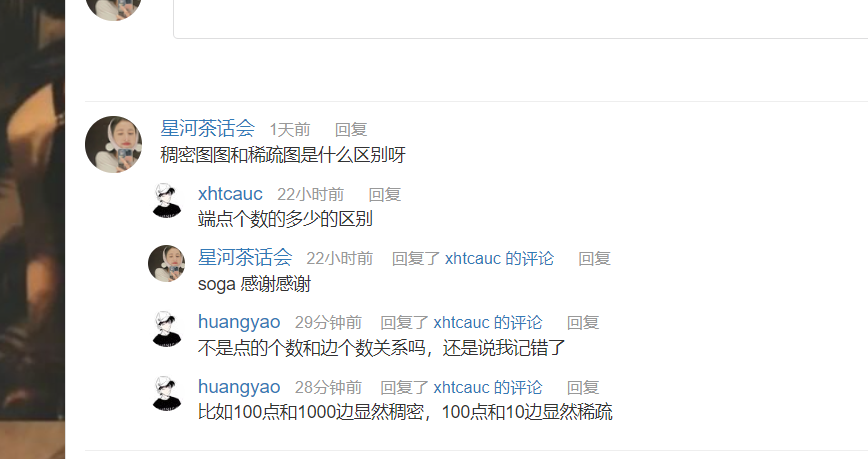 星河茶话会 1天前 回复
稠密图图和稀疏图是什么区别呀
xhtcauc 22小时前 回复
端点个数的多少的区别
星河茶话会 22小时前 回复了 xhtcauc 的评论 回复
soga 感谢感谢
huangyao 29分钟前 回复了 xhtcauc 的评论 回复
不是点的个数和边个数关系吗，还是说我记错了
huangyao 28分钟前 回复了 xhtcauc 的评论 回复
比如100点和1000边显然稠密，100点和10边显然稀疏